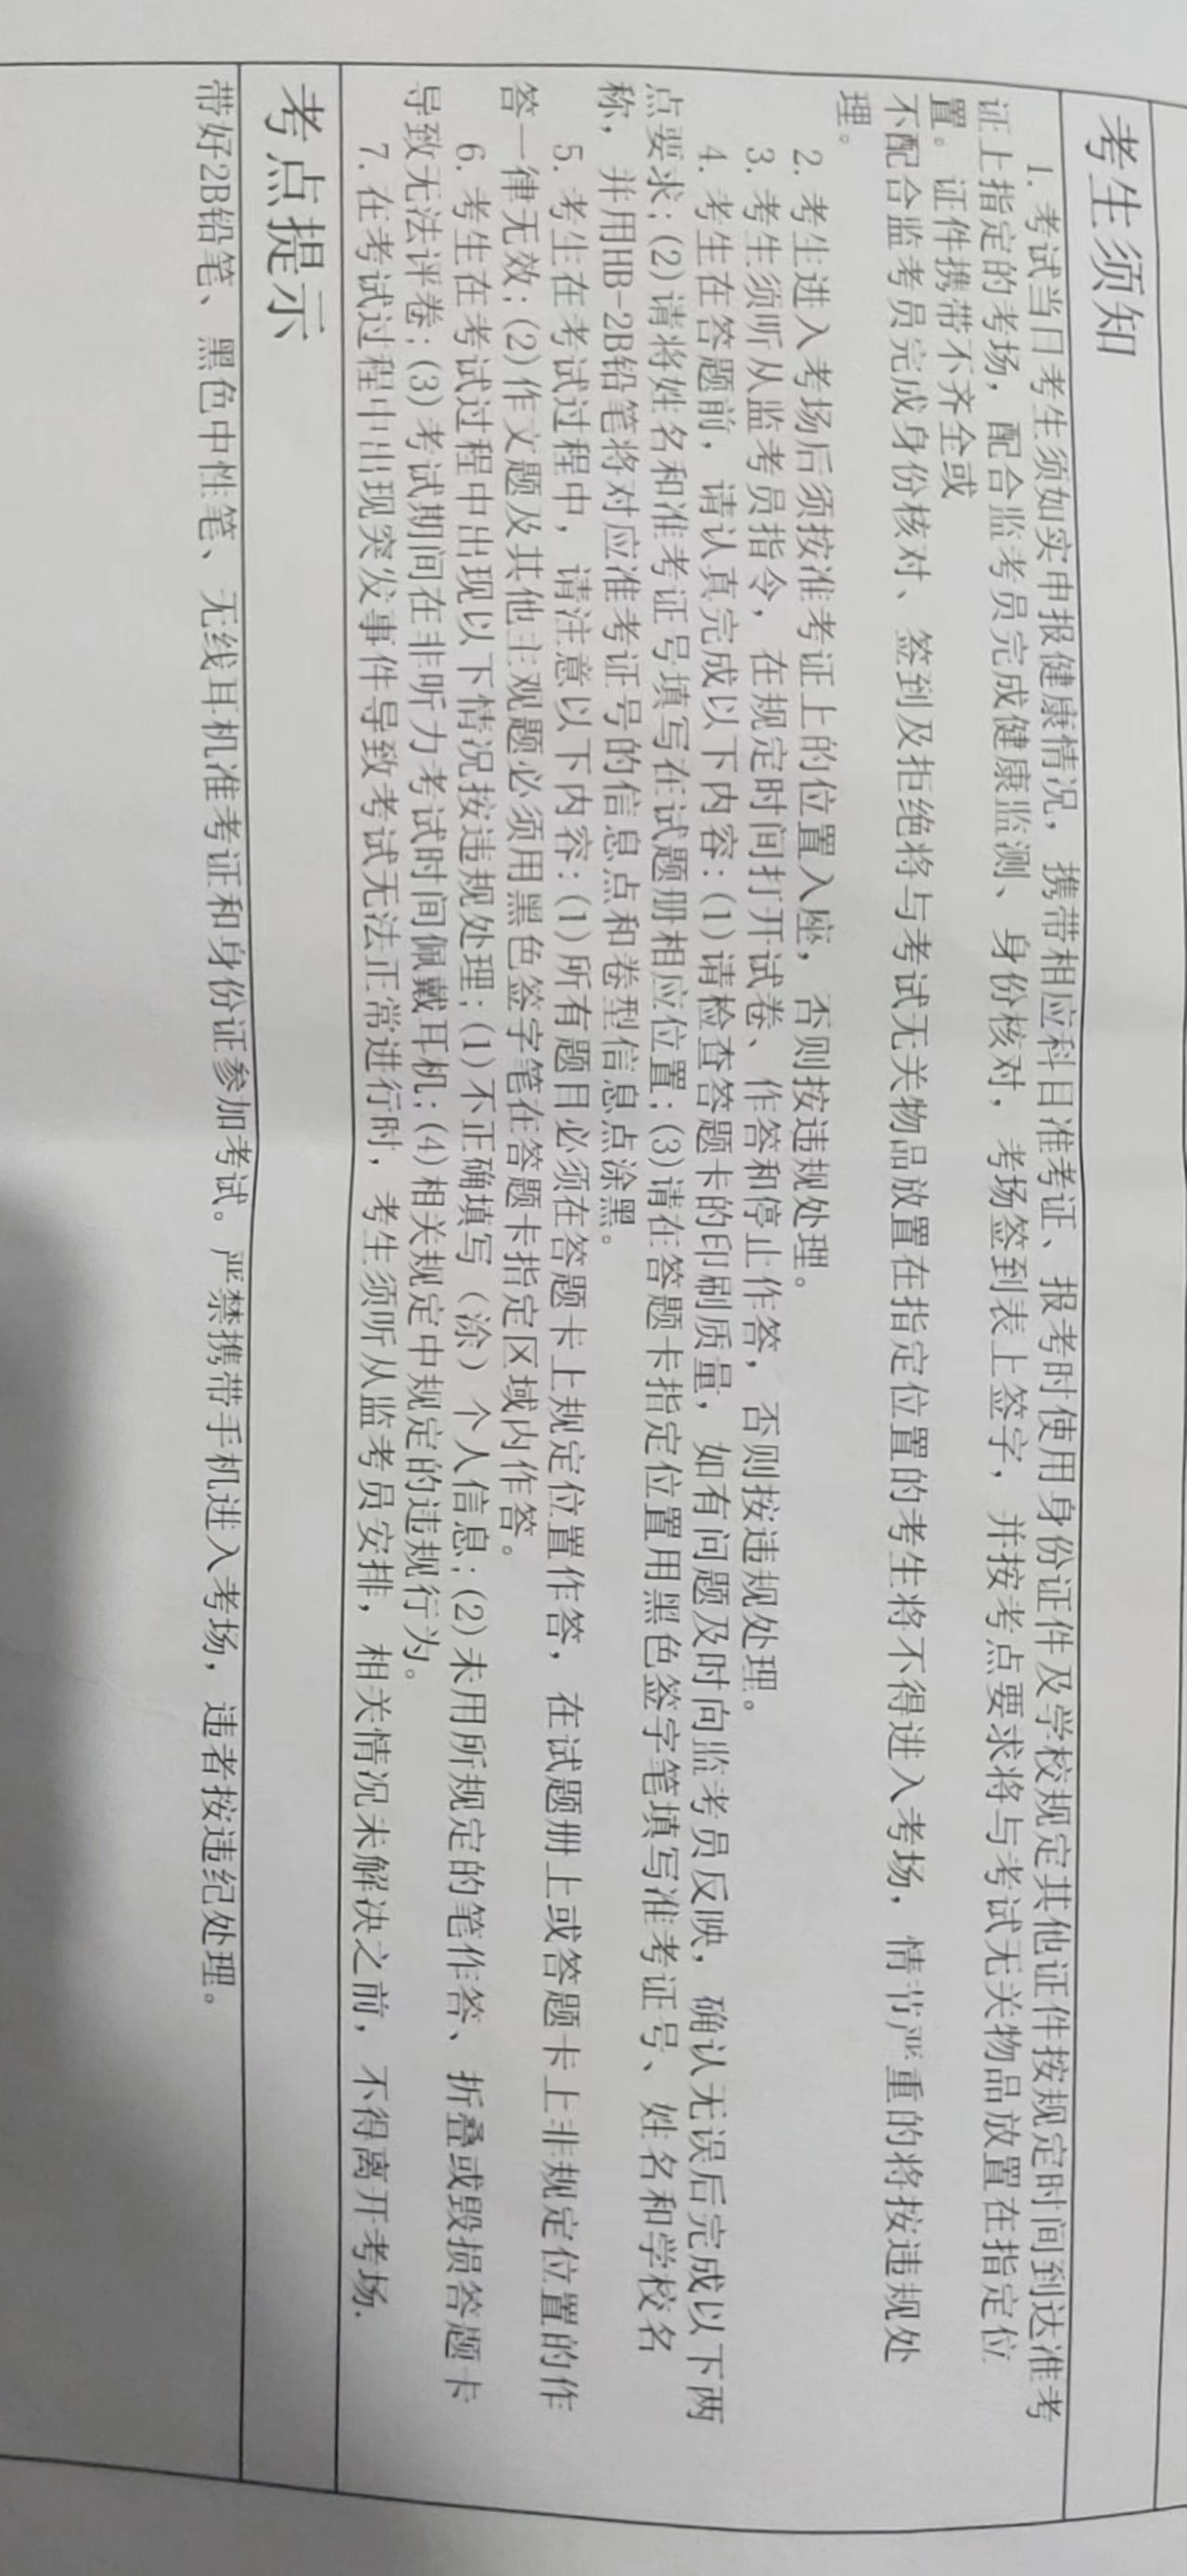 考生须知
1. 考试当日考生须如实申报健康情况，携带相应科目准考证、报考时使用身份证件及学校规定其他证件按规定时间到达准考
证上指定的考场，配合监考员完成健康监测、身份核对，考场签到表上签字，并按考点要求将与考试无关物品放置在指定位
置。证件携带不齐全或
不配合监考员完成身份核对、签到及拒绝将与考试无关物品放置在指定位置的考生将不得进入考场，情节严重的将按违规处
理。
2. 考生进入考场后须按准考证上的位置入座，否则按违规处理。
3. 考生须听从监考员指令，在规定时间打开试卷、作答和停止作答，否则按违规处理。
4. 考生在答题前，请认真完成以下内容：(1)请检查答题卡的印刷质量，如有问题及时向监考员反映，确认无误后完成以下两
点要求；(2)请将姓名和准考证号填写在试题册相应位置；(3)请在答题卡指定位置用黑色签字笔填写准考证号、姓名和学校名
称，并用HB-2B铅笔将对应准考证号的信息点和卷型信息点涂黑。
5. 考生在考试过程中，请注意以下内容：(1)所有题目必须在答题卡上规定位置作答，在试题册上或答题卡上非规定位置的作
答一律无效；(2)作文题及其他主观题必须用黑色签字笔在答题卡指定区域内作答。
6. 考生在考试过程中出现以下情况按违规处理；(1)不正确填写（涂）个人信息；(2)未用所规定的笔作答、折叠或毁损答题卡
导致无法评卷；(3)考试期间在非听力考试时间佩戴耳机；(4)相关规定中规定的违规行为。
7. 在考试过程中出现突发事件导致考试无法正常进行时，考生须听从监考员安排，相关情况未解决之前，不得离开考场.
考点提示
带好2B铅笔、黑色中性笔、无线耳机准考证和身份证参加考试。严禁携带手机进入考场，违者按违纪处理。